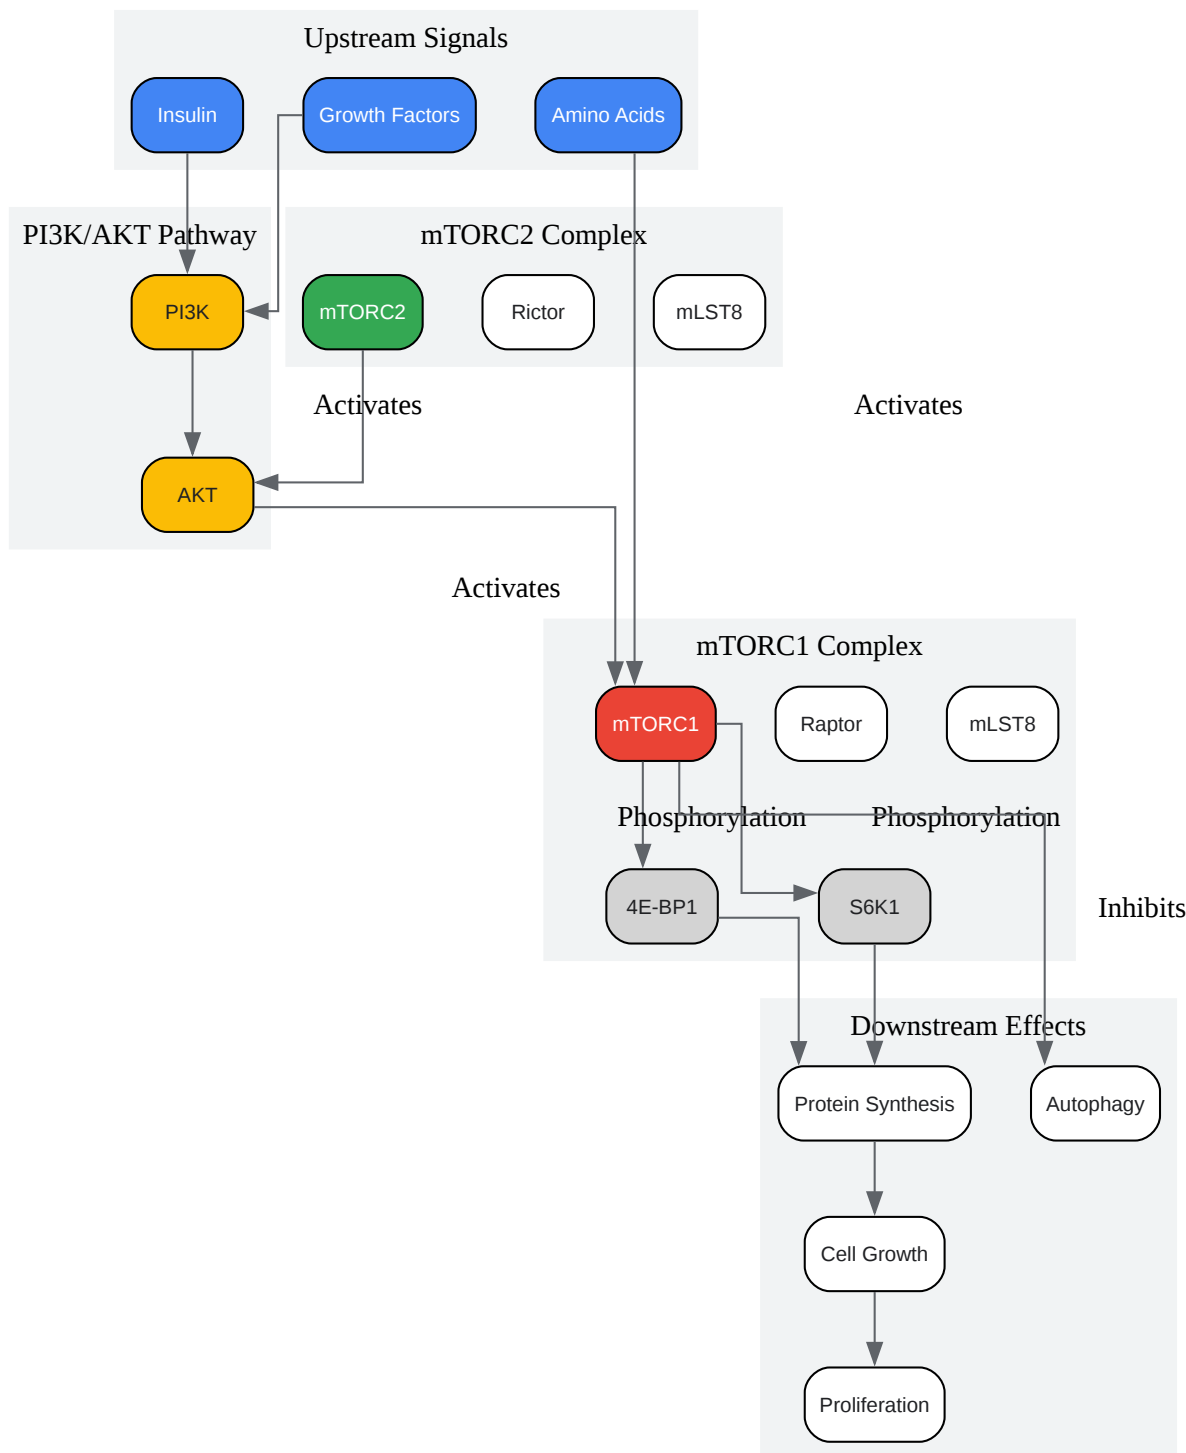 Upstream Signals
Insulin
Growth Factors
Amino Acids
PI3K/AKT Pathway
mTORC2 Complex
PI3K
mTORC2
Rictor
mLST8
Activates
Activates
AKT
Activates
mTORC1 Complex
mTORC1
Raptor
mLST8
Phosphorylation
Phosphorylation
4E-BP1
S6K1
Inhibits
Downstream Effects
Protein Synthesis
Autophagy
Cell Growth
Proliferation